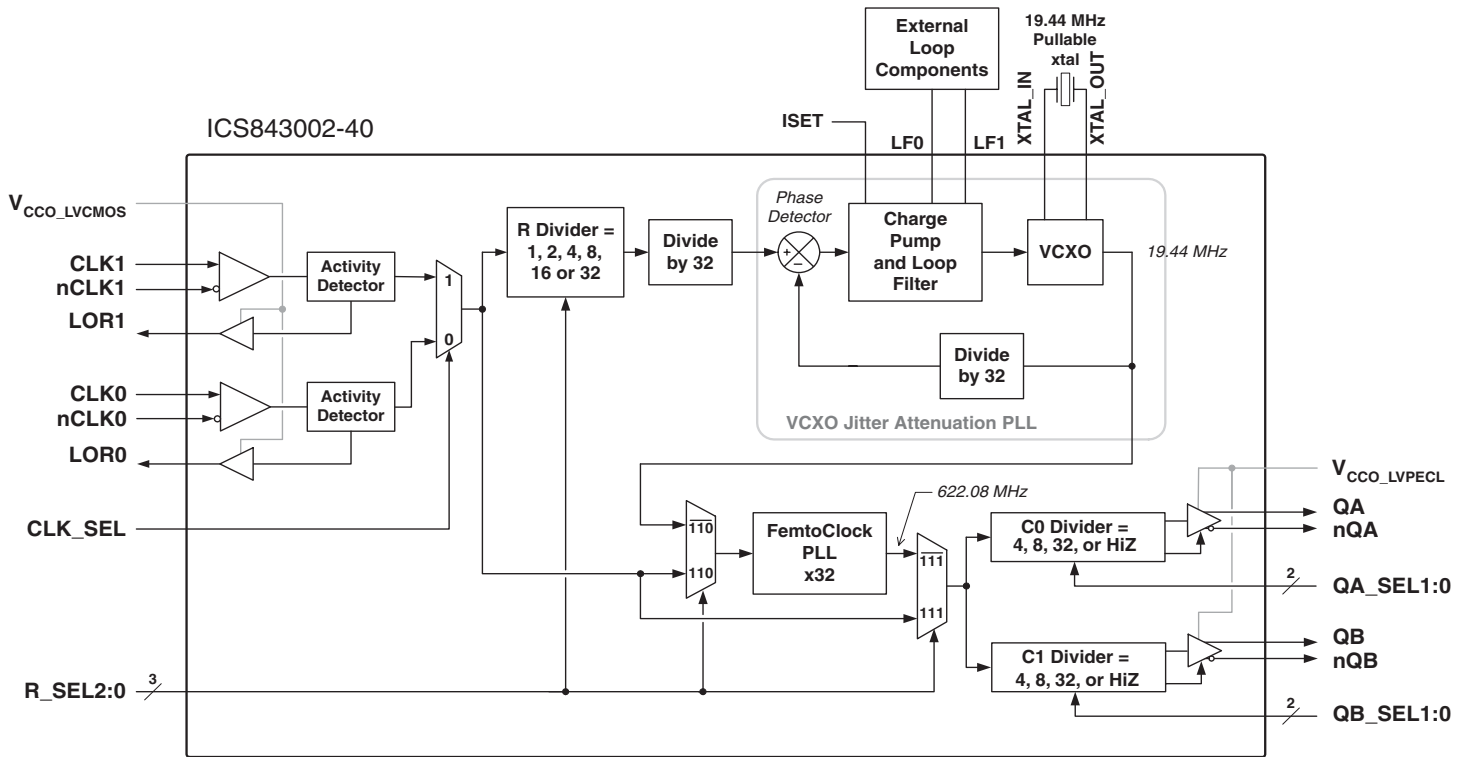 External
Loop
Components
19.44 MHz
Pullable
xtal
XTAL_IN
XTAL_OUT
ISET
LF0
LF1
ICS843002-40
VCCO_LVCMOS
CLK1
nCLK1
LOR1
CLK0
nCLK0
LOR0
CLK_SEL
R_SEL2:0
3
Activity
Detector
Activity
Detector
1
0
R Divider =
1, 2, 4, 8,
16 or 32
Divide
by 32
Phase
Detector
+
–
Charge
Pump
and Loop
Filter
VCXO
19.44 MHz
Divide
by 32
VCXO Jitter Attenuation PLL
110
110
FemtoClock
PLL
x32
622.08 MHz
111
111
C0 Divider =
4, 8, 32, or HiZ
C1 Divider =
4, 8, 32, or HiZ
VCCO_LVPECL
QA
nQA
2
QA_SEL1:0
QB
nQB
2
QB_SEL1:0